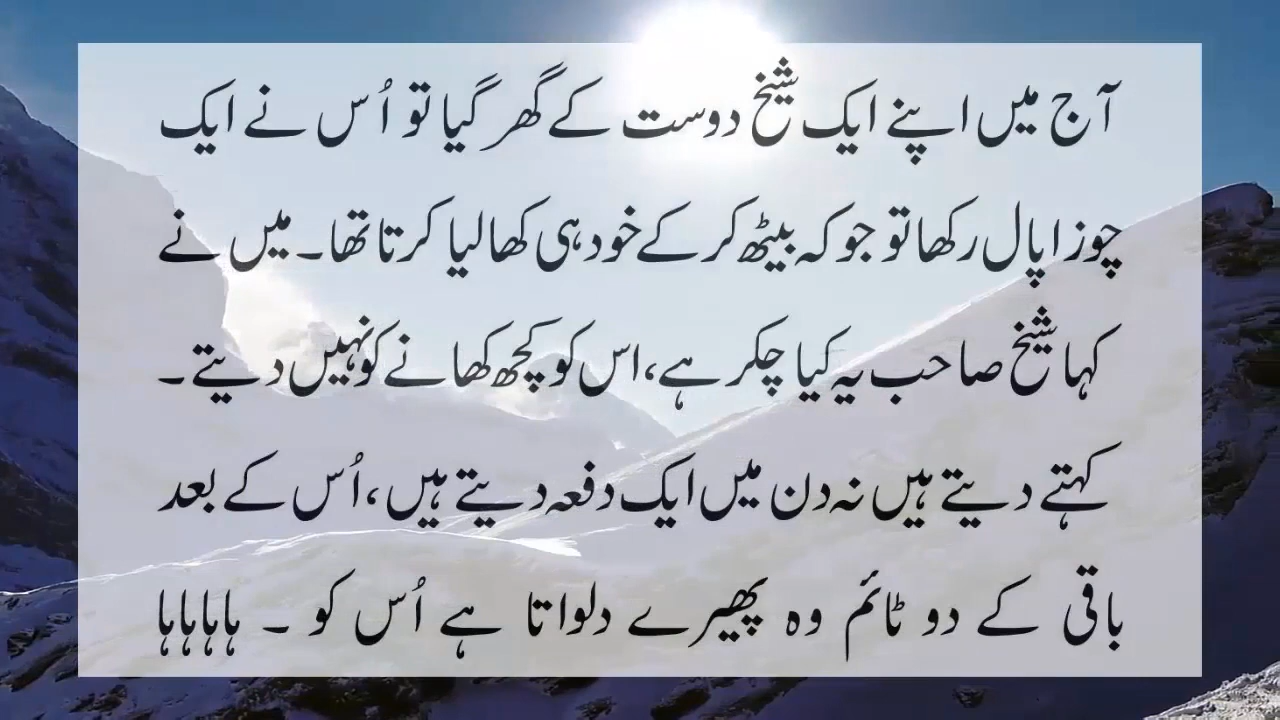 آج میں اپنے ایک شیخ دوست کے گھر گیا تو اُس نے ایک
چوزا پال رکھا تو جو کہ بیٹھ کر کے خود ہی کھا لیا کرتا تھا۔ میں نے
کہا شیخ صاحب یہ کیا چکر ہے، اس کو کچھ کھانے کو نہیں دیتے۔
کہتے دیتے ہیں نہ دن میں ایک دفعہ دیتے ہیں، اُس کے بعد
باقی کے دو ٹائم وہ پھیرے دلواتا ہے اُس کو ۔ ہاہاہاہا